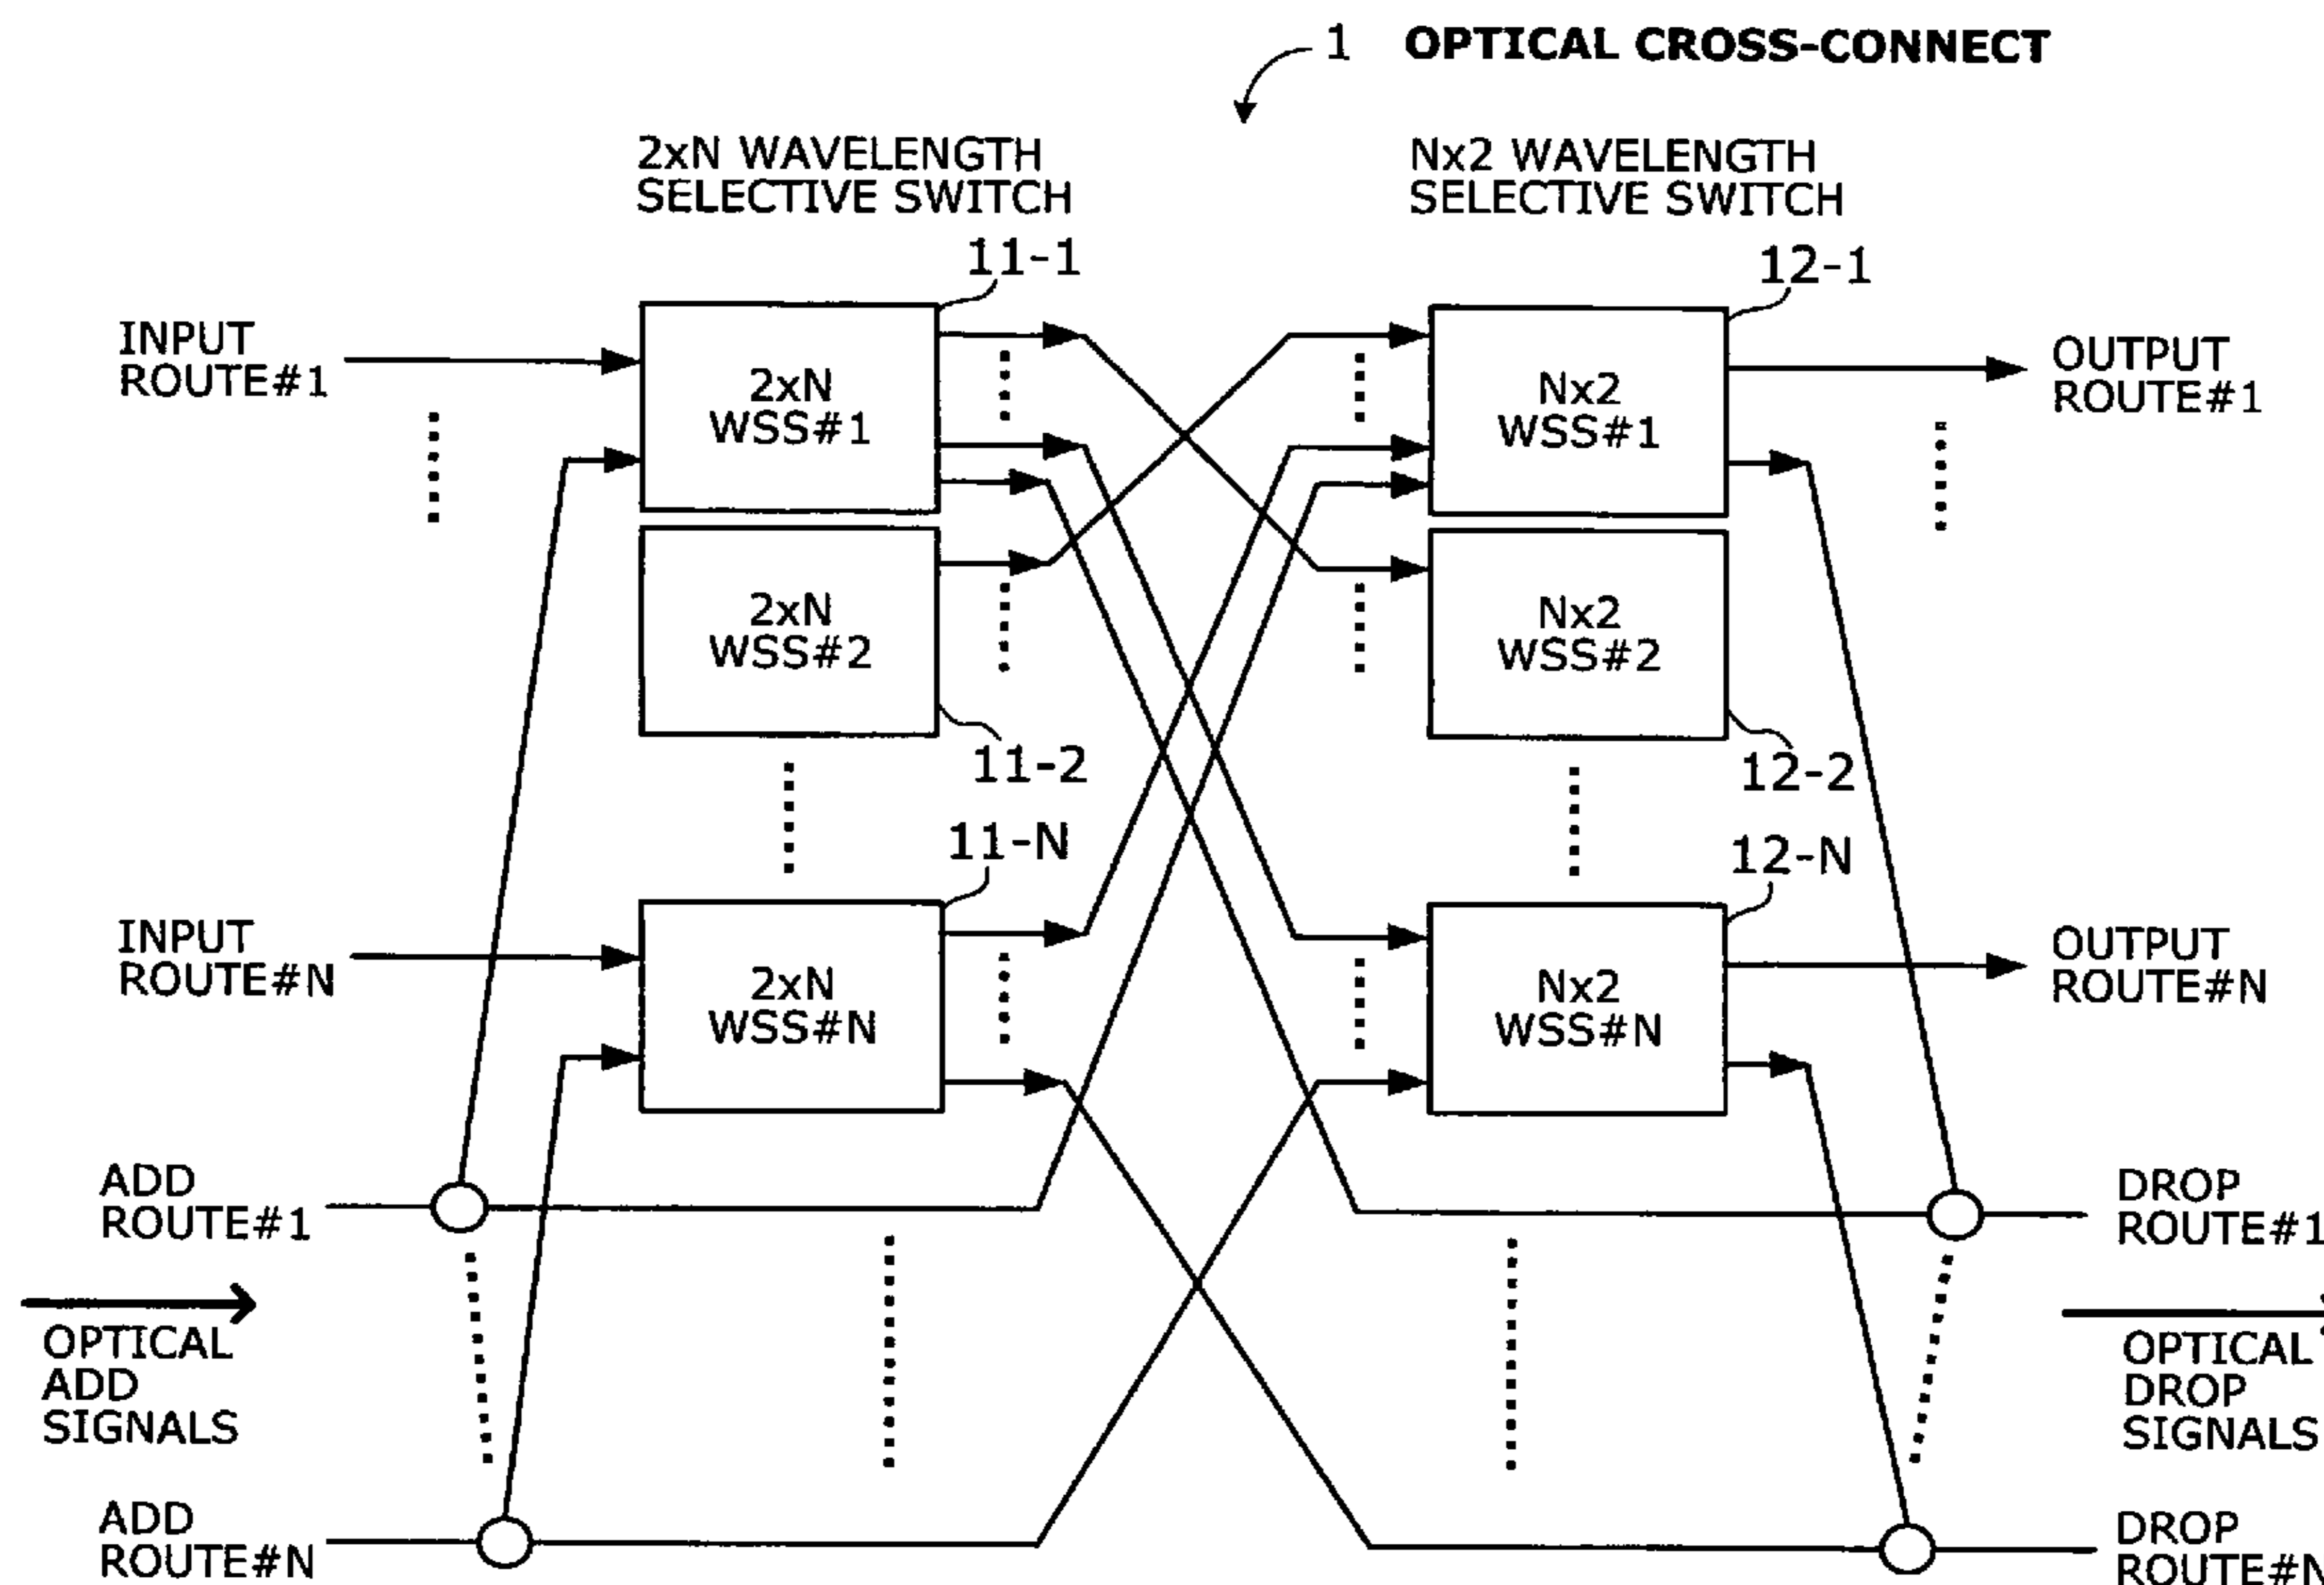 1 OPTICAL CROSS-CONNECT
2xN WAVELENGTH
SELECTIVE SWITCH
Nx2 WAVELENGTH
SELECTIVE SWITCH
11-1
12-1
INPUT
ROUTE#1
2xN
WSS#1
Nx2
WSS#1
OUTPUT
ROUTE#1
2xN
WSS#2
Nx2
WSS#2
11-2
12-2
11-N
12-N
INPUT
ROUTE#N
2xN
WSS#N
Nx2
WSS#N
OUTPUT
ROUTE#N
ADD
ROUTE#1
DROP
ROUTE#1
OPTICAL
ADD
SIGNALS
OPTICAL
DROP
SIGNALS
ADD
ROUTE#N
DROP
ROUTE#N